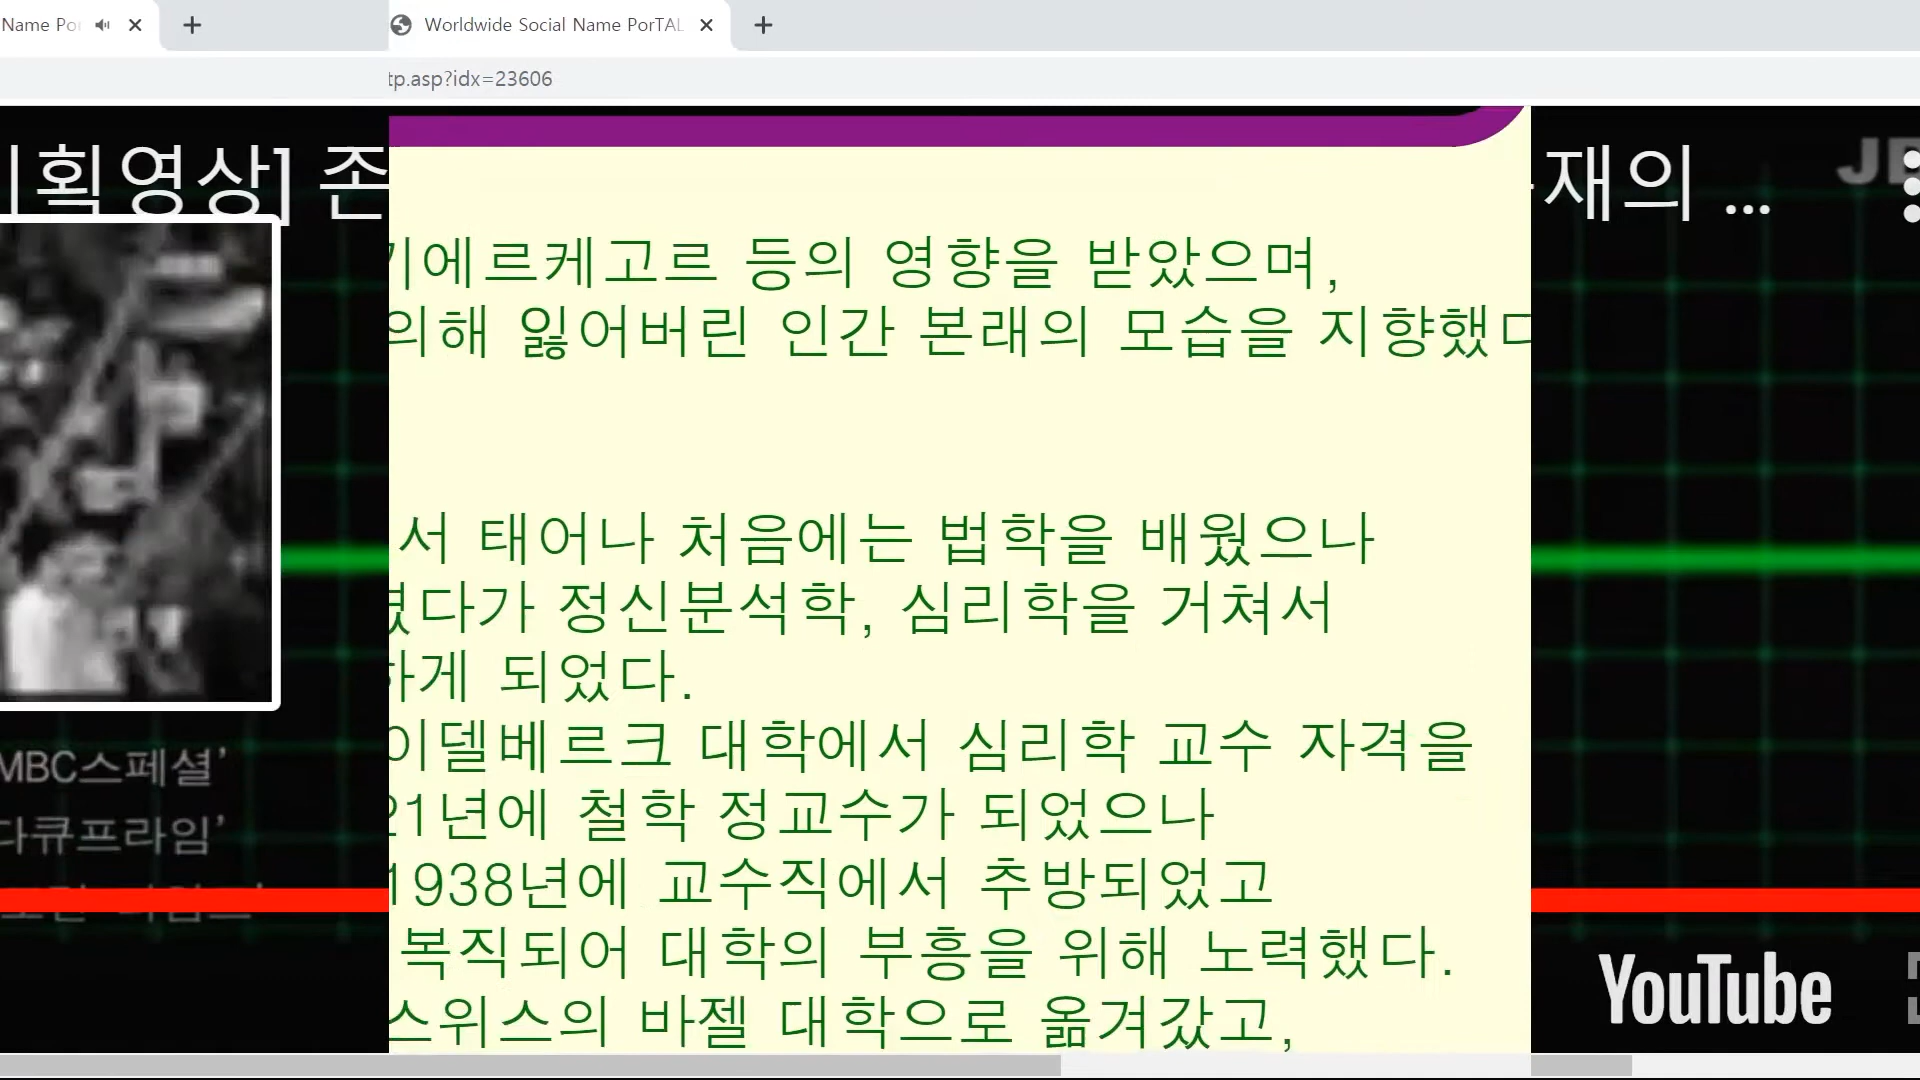 Name Po
Worldwide Social Name PorTAL
tp.asp?idx=23606
기획영상] 존
재의 ...
기에르케고르 등의 영향을 받았으며,
의해 잃어버린 인간 본래의 모습을 지향했다
서 태어나 처음에는 법학을 배웠으나
였다가 정신분석학, 심리학을 거쳐서
하게 되었다.
이델베르크 대학에서 심리학 교수 자격을
21년에 철학 정교수가 되었으나
1938년에 교수직에서 추방되었고
복직되어 대학의 부흥을 위해 노력했다.
스위스의 바젤 대학으로 옮겨갔고,
MBC스페셜’
다큐프라임’
YouTube